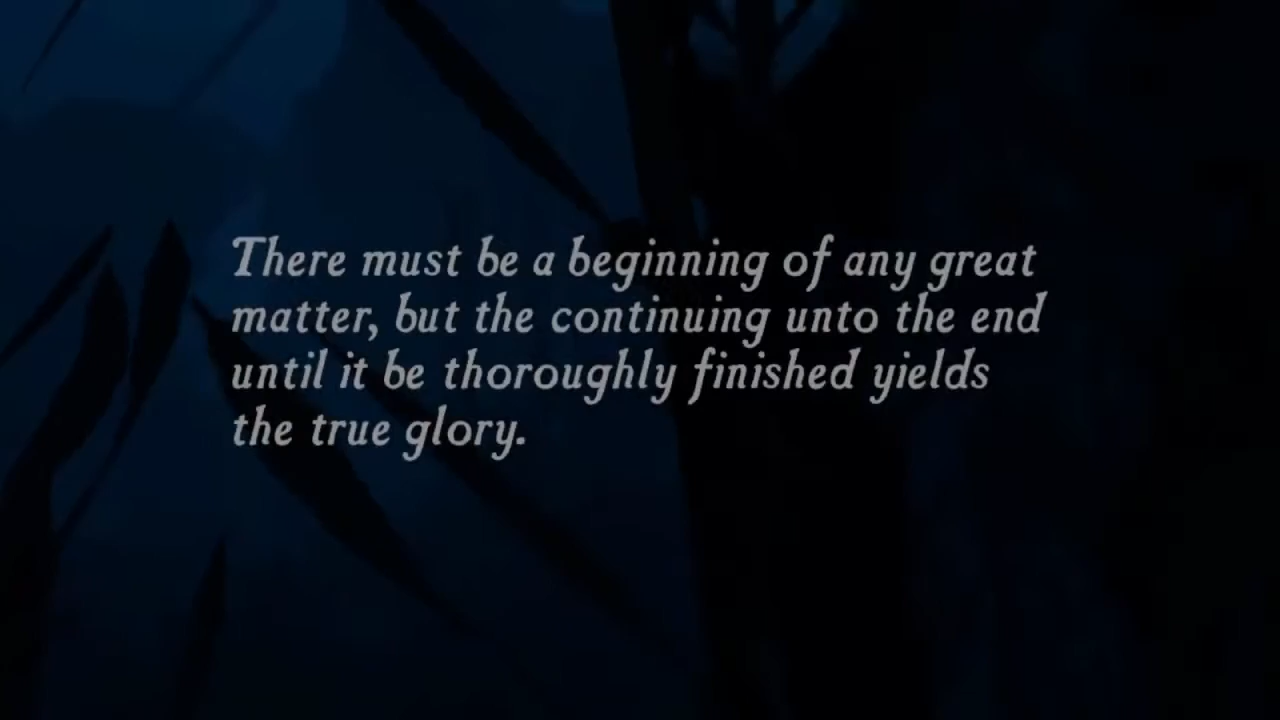 There must be a beginning of any great
matter, but the continuing unto the end
until it be thoroughly finished yields
the true glory.